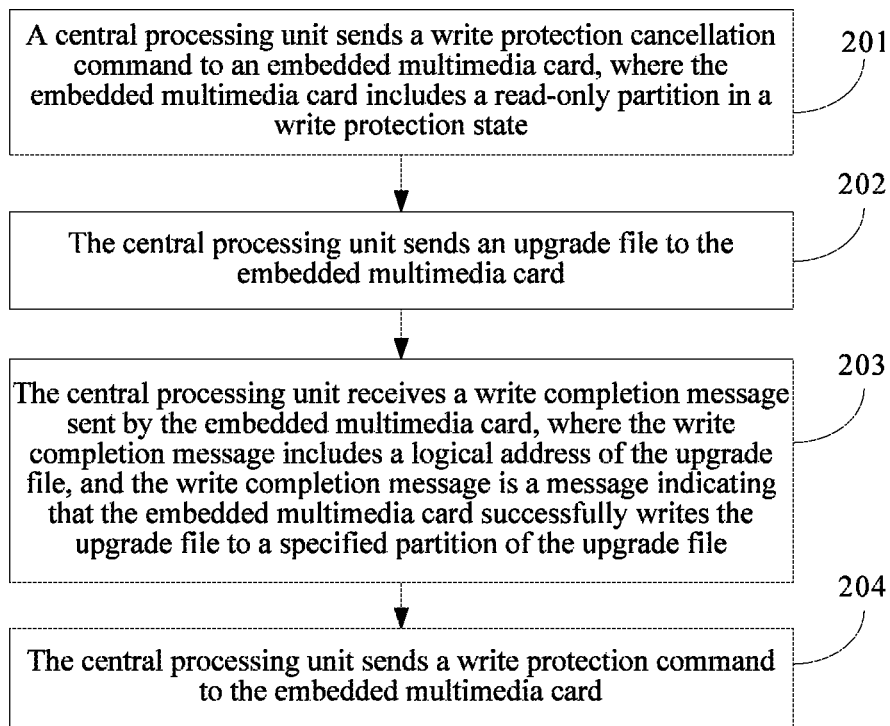 A central processing unit sends a write protection cancellation
command to an embedded multimedia card, where the
embedded multimedia card includes a read-only partition in a
write protection state
201
The central processing unit sends an upgrade file to the
embedded multimedia card
202
The central processing unit receives a write completion message
sent by the embedded multimedia card, where the write
completion message includes a logical address of the upgrade
file, and the write completion message is a message indicating
that the embedded multimedia card successfully writes the
upgrade file to a specified partition of the upgrade file
203
The central processing unit sends a write protection command
to the embedded multimedia card
204